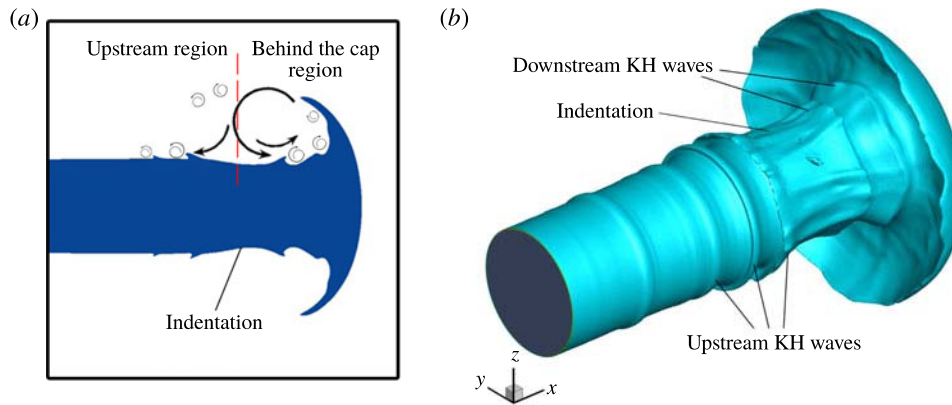 (a)
Upstream region
Behind the cap
region
Indentation
(b)
Downstream KH waves
Indentation
Upstream KH waves
z
y
x